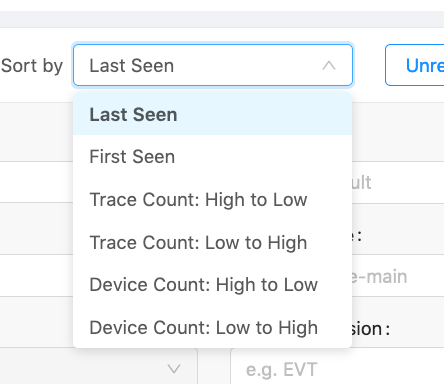 Sort by
Last Seen
Unre
Last Seen
First Seen
Trace Count: High to Low
ult
Trace Count: Low to High
e:
Device Count: High to Low
e-main
Device Count: Low to High
sion:
e.g. EVT